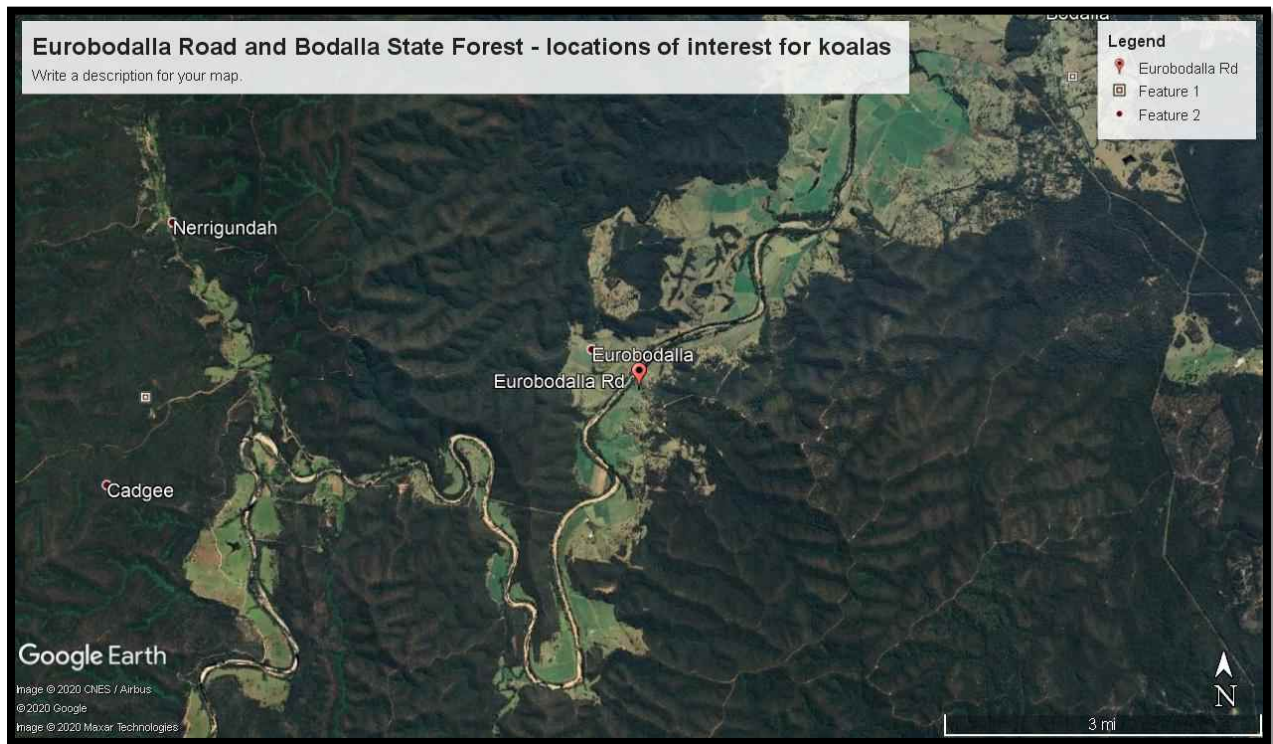 Eurobodalla Road and Bodalla State Forest - locations of interest for koalas
Write a description for your map.
Bodalla
Legend
Eurobodalla Rd
Feature 1
Feature 2
Nerrigundah
Eurobodalla
Eurobodalla Rd
Cadgee
Google Earth
Image © 2020 CNES / Airbus
©2020 Google
Image © 2020 Maxar Technologies
N
3 mi